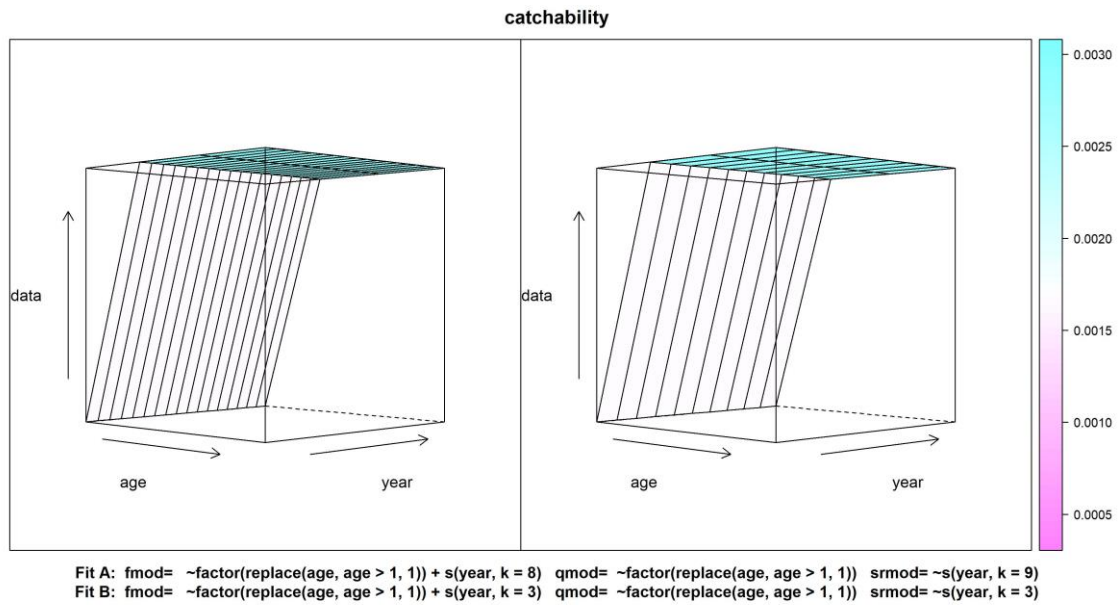 catchability
data
age
year
data
age
year
0.0030
0.0025
0.0020
0.0015
0.0010
0.0005
Fit A: fmod= ~factor(replace(age, age > 1, 1)) + s(year, k = 8) qmod= ~factor(replace(age, age > 1, 1)) srmod= ~s(year, k = 9)
Fit B: fmod= ~factor(replace(age, age > 1, 1)) + s(year, k = 3) qmod= ~factor(replace(age, age > 1, 1)) srmod= ~s(year, k = 3)